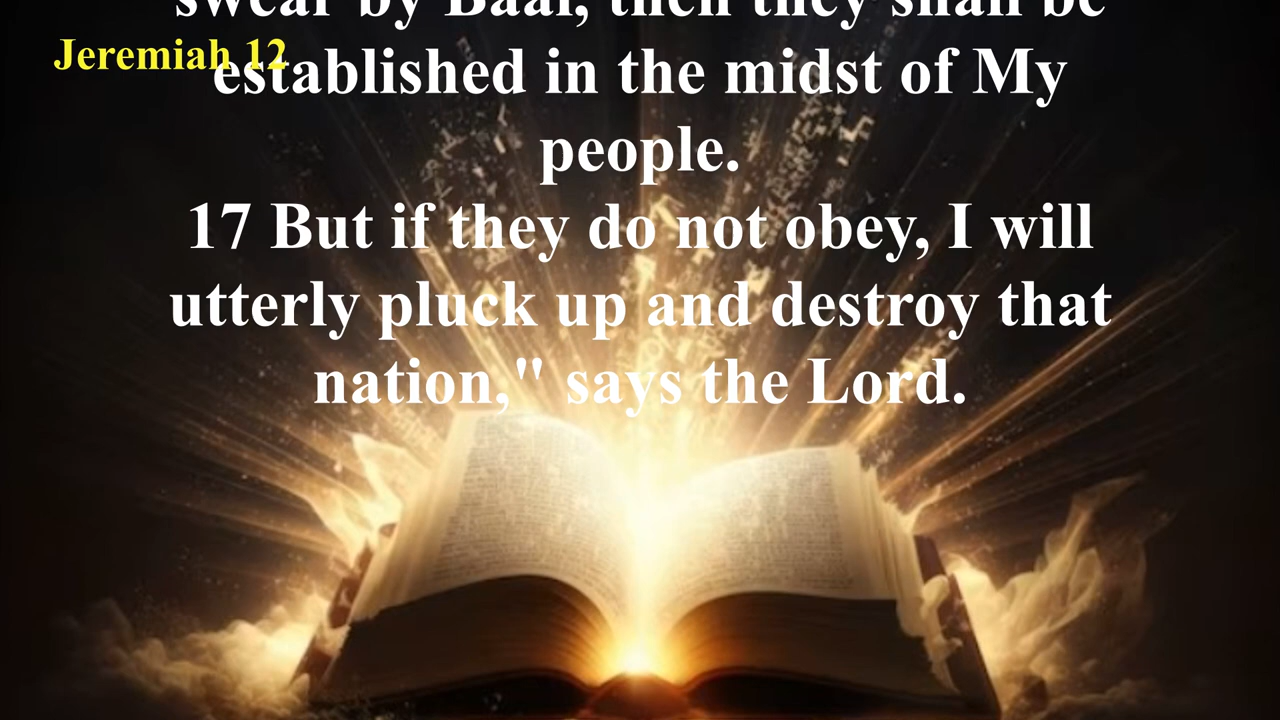 swear by Baal, then they shall be
Jeremiah 12
established in the midst of My
people.
17 But if they do not obey, I will
utterly pluck up and destroy that
nation," says the Lord.